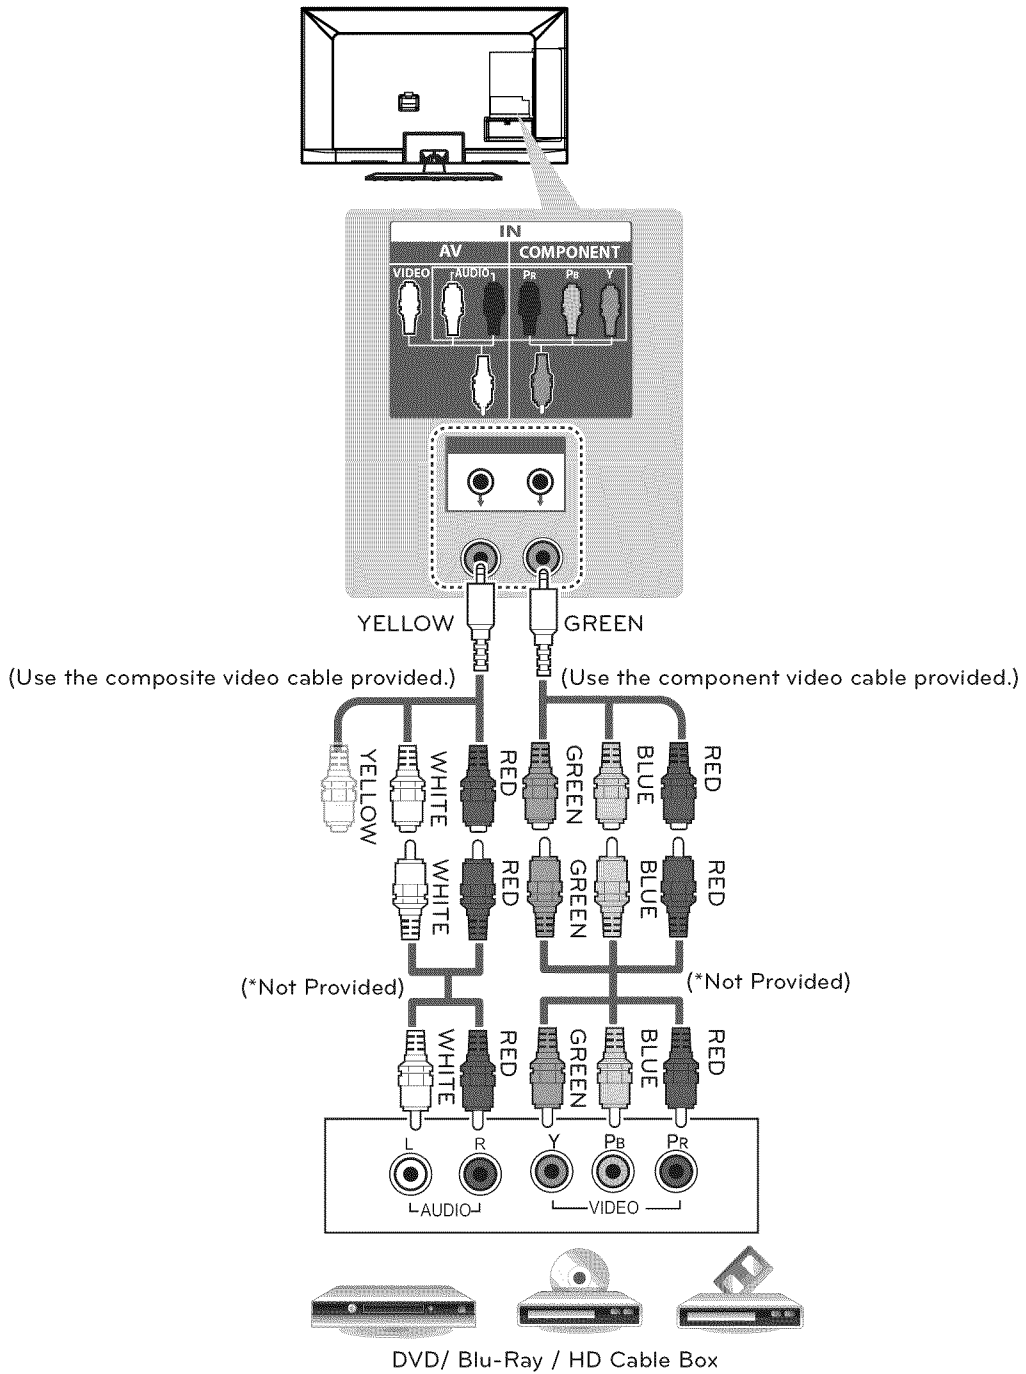 IN
AV COMPONENT
VIDEO AUDIO PR PB Y
YELLOW GREEN
(Use the composite video cable provided.) (Use the component video cable provided.)
YELLOW WHITE RED GREEN BLUE RED
WHITE RED GREEN BLUE RED
(*Not Provided) (*Not Provided)
WHITE RED GREEN BLUE RED
L R Y PB PR
AUDIO VIDEO
DVD/ Blu-Ray / HD Cable Box